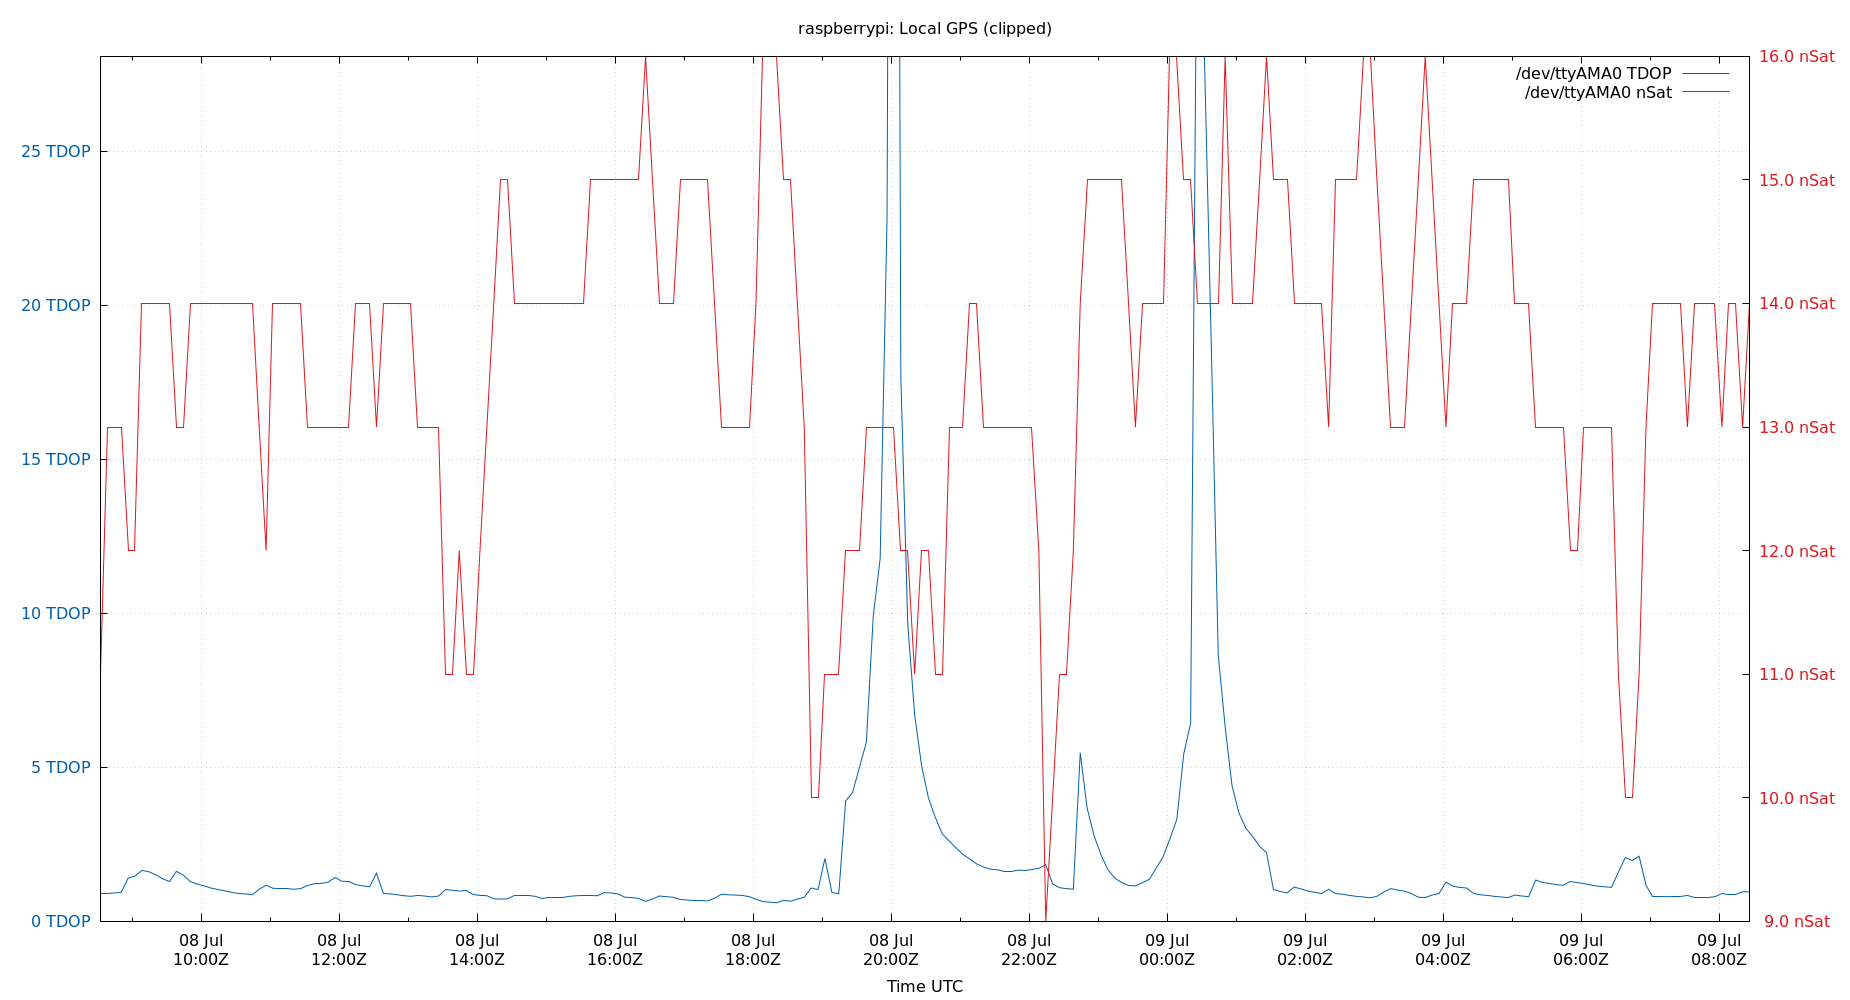 raspberrypi: Local GPS (clipped)
/dev/ttyAMA0 TDOP
/dev/ttyAMA0 nSat
25 TDOP
20 TDOP
15 TDOP
10 TDOP
5 TDOP
0 TDOP
16.0 nSat
15.0 nSat
14.0 nSat
13.0 nSat
12.0 nSat
11.0 nSat
10.0 nSat
9.0 nSat
08 Jul 08 Jul 08 Jul 08 Jul 08 Jul 08 Jul 08 Jul 09 Jul 09 Jul 09 Jul 09 Jul 09 Jul
10:00Z 12:00Z 14:00Z 16:00Z 18:00Z 20:00Z 22:00Z 00:00Z 02:00Z 04:00Z 06:00Z 08:00Z
Time UTC